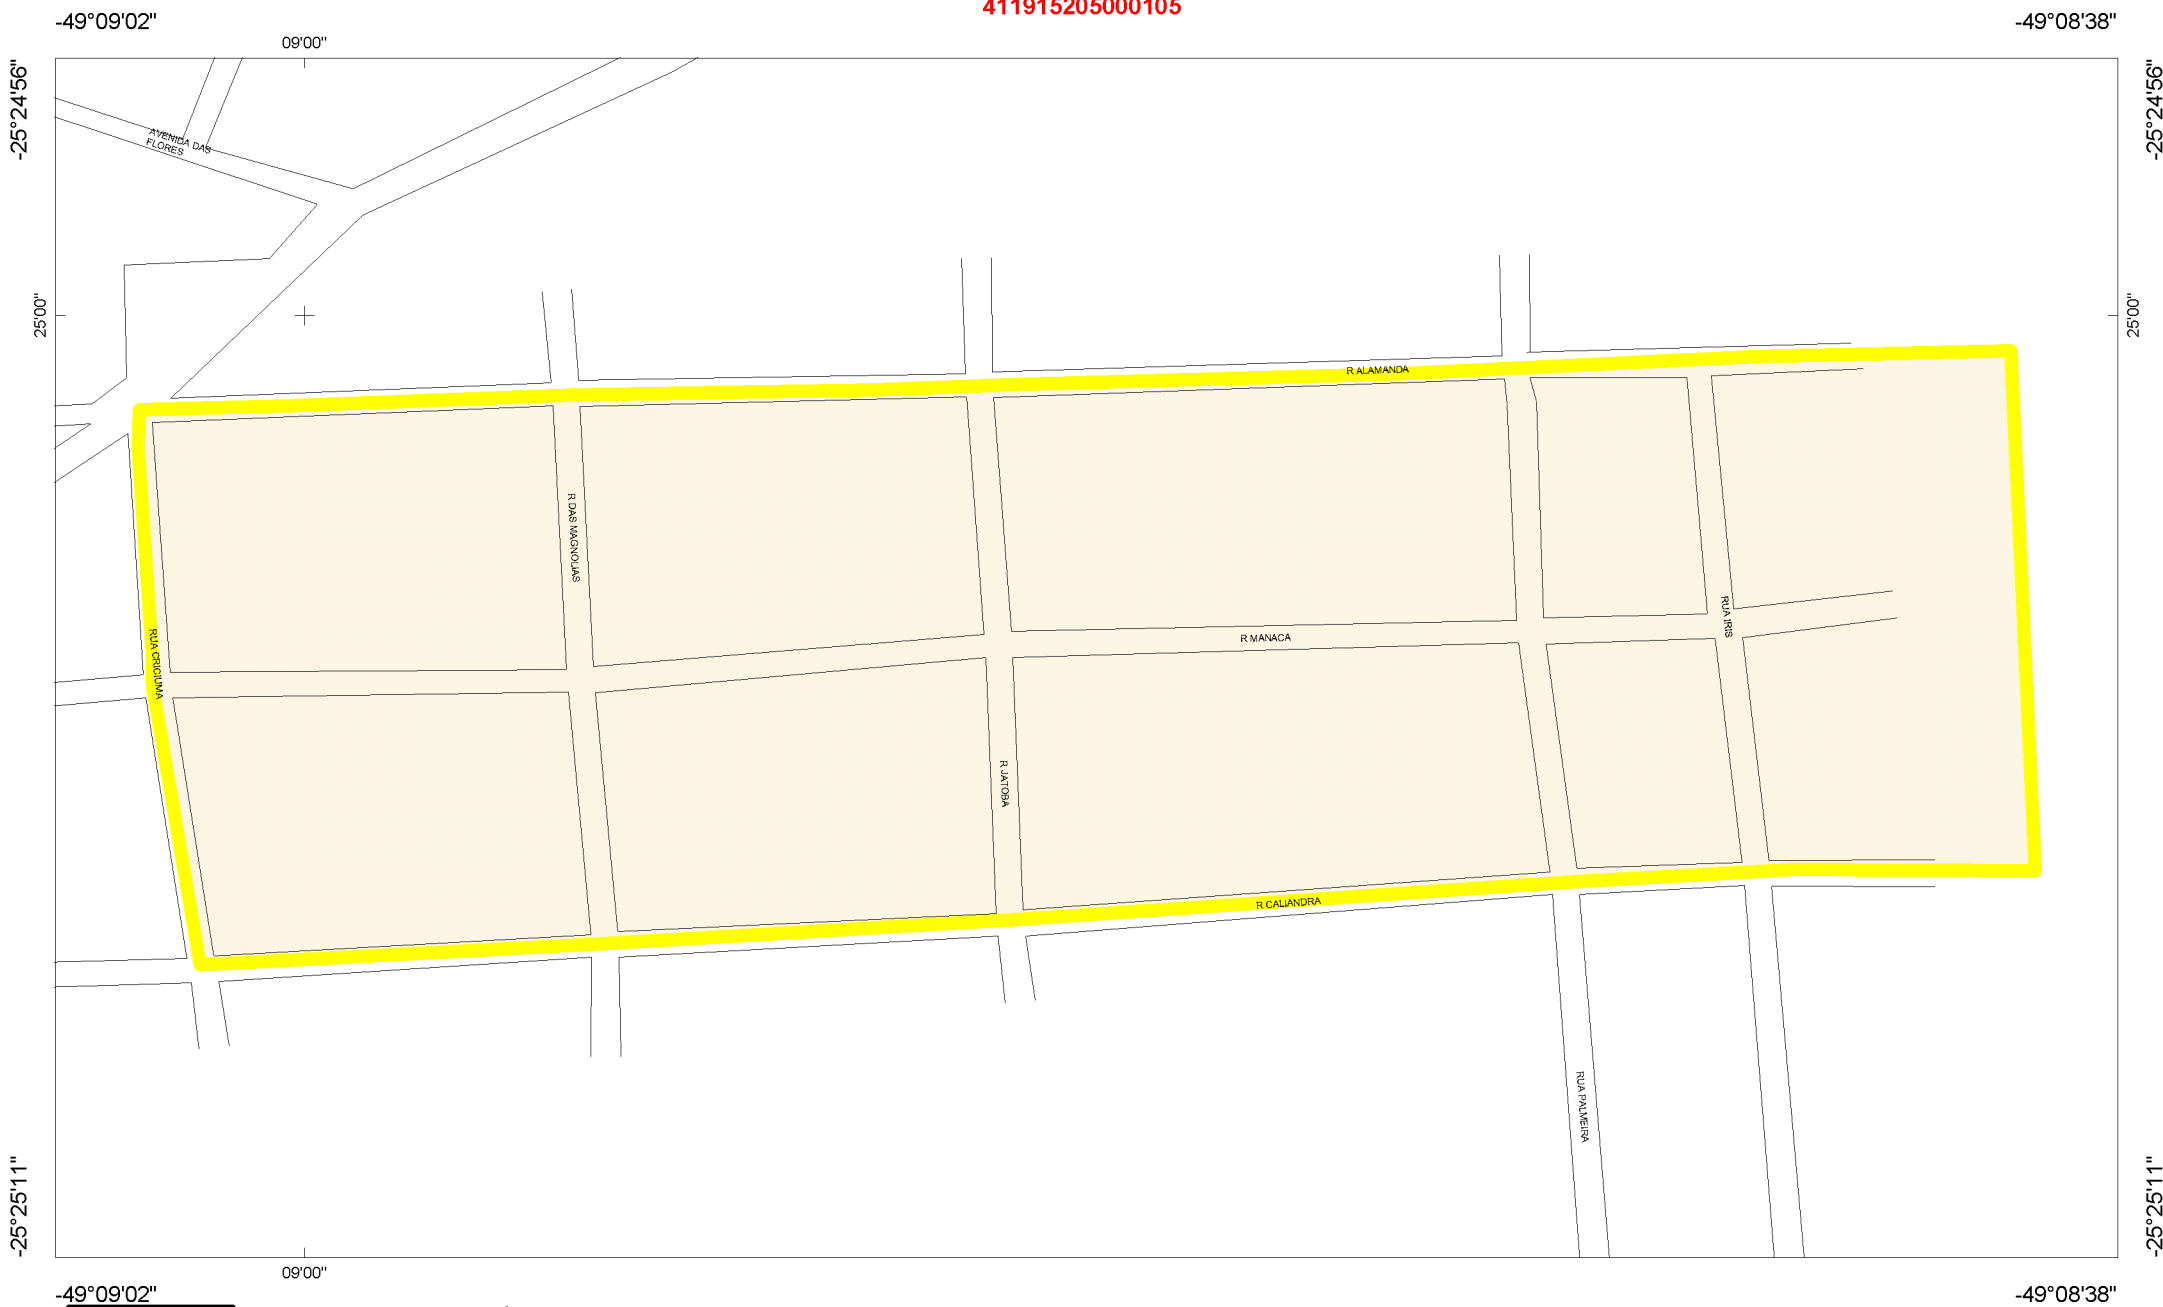 411915205000105
-49°09'02"
-49°08'38"
09'00"
-25°24'56"
-25°24'56"
AVENIDA DAS
FLORES
25'00"
25'00"
R ALAMANDA
R DAS MAGNOLIAS
RUA IRIS
R MANACA
RUA CRICIUMA
R JATOBA
R CALIANDRA
RUA PALMEIRA
-25°25'11"
-25°25'11"
09'00"
-49°09'02"
-49°08'38"